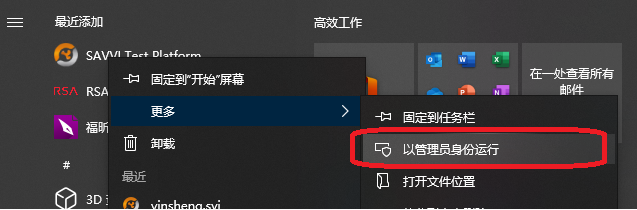 最近添加
高效工作
SAVVI Test Platform
固定到"开始"屏幕
RSA
RSA
更多
固定到任务栏
在一处查看所有
邮件
福昕
卸载
以管理员身份运行
#
最近
打开文件位置
3D
yinsheng.svi